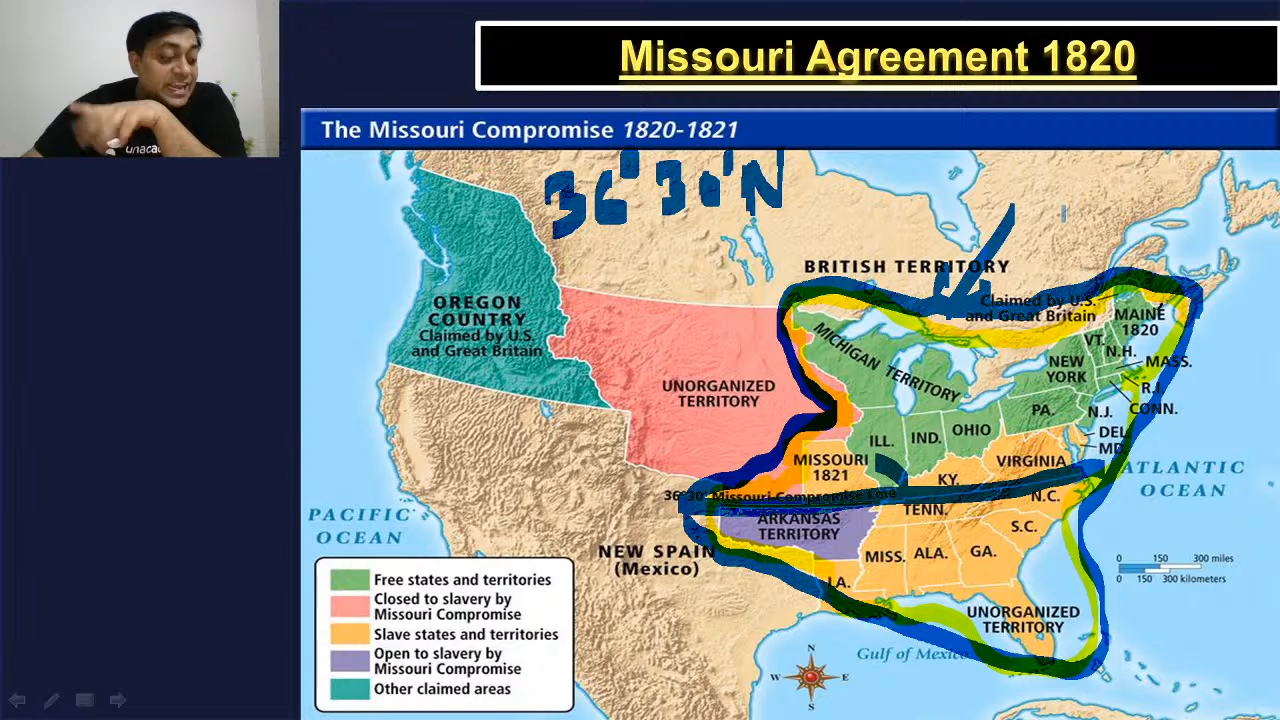 Missouri Agreement 1820
The Missouri Compromise 1820-1821
36° 30' N
BRITISH TERRITORY
Claimed by U.S.
and Great Britain
MAINE
1820
OREGON
COUNTRY
Claimed by U.S.
and Great Britain
MICHIGAN TERRITORY
VT.
N.H.
MASS.
NEW
YORK
R.I.
CONN.
UNORGANIZED
TERRITORY
PA.
N.J.
OHIO
IND.
ILL.
DEL.
MD.
MISSOURI
1821
VIRGINIA
KY.
ATLANTIC
OCEAN
36°30' Missouri Compromise Line
N.C.
TENN.
ARKANSAS
TERRITORY
S.C.
PACIFIC
OCEAN
NEW SPAIN
(Mexico)
MISS.
ALA.
GA.
LA.
0 150 300 miles
0 150 300 kilometers
UNORGANIZED
TERRITORY
Gulf of Mexico
N
W
E
S
Free states and territories
Closed to slavery by
Missouri Compromise
Slave states and territories
Open to slavery by
Missouri Compromise
Other claimed areas